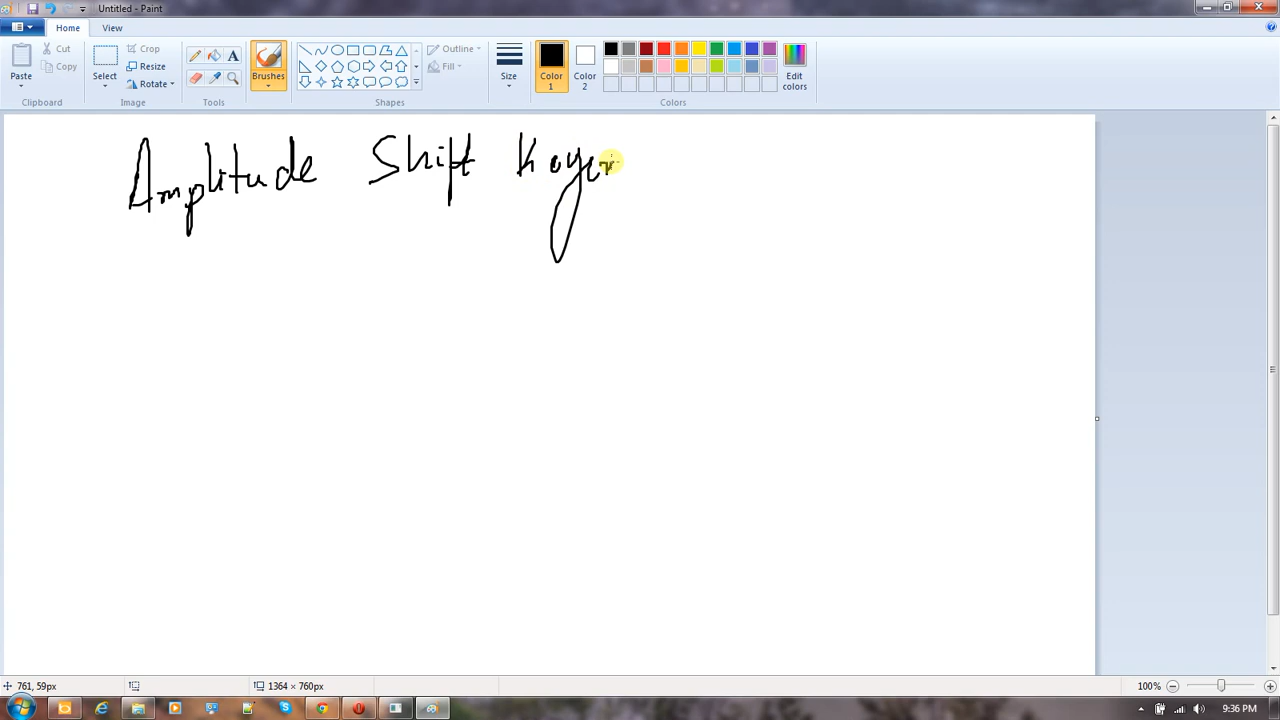 Untitled - Paint
Home View
Paste Cut Copy Select Crop Resize Rotate Brushes Outline Fill Size Color 1 Color 2 Edit colors
Clipboard Image Tools Shapes Colors
Amplitude Shift
761, 59px 1364 × 760px 100%
9:36 PM